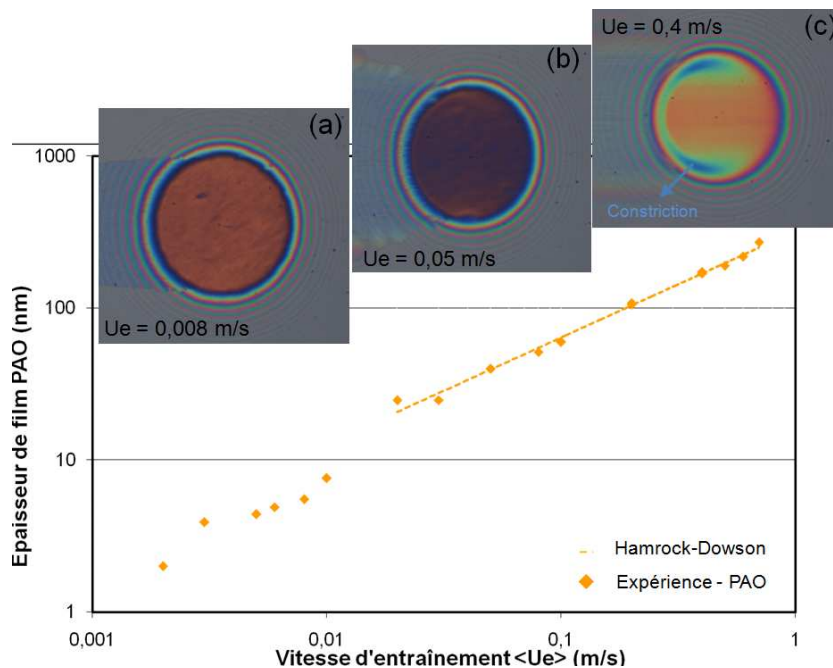 Ue = 0,4 m/s
(c)
(b)
(a)
Constriction
Ue = 0,05 m/s
Ue = 0,008 m/s
1000
100
10
1
Epaisseur de film PAO (nm)
Hamrock-Dowson
Expérience - PAO
0,001
0,01
0,1
1
Vitesse d'entraînement <Ue> (m/s)